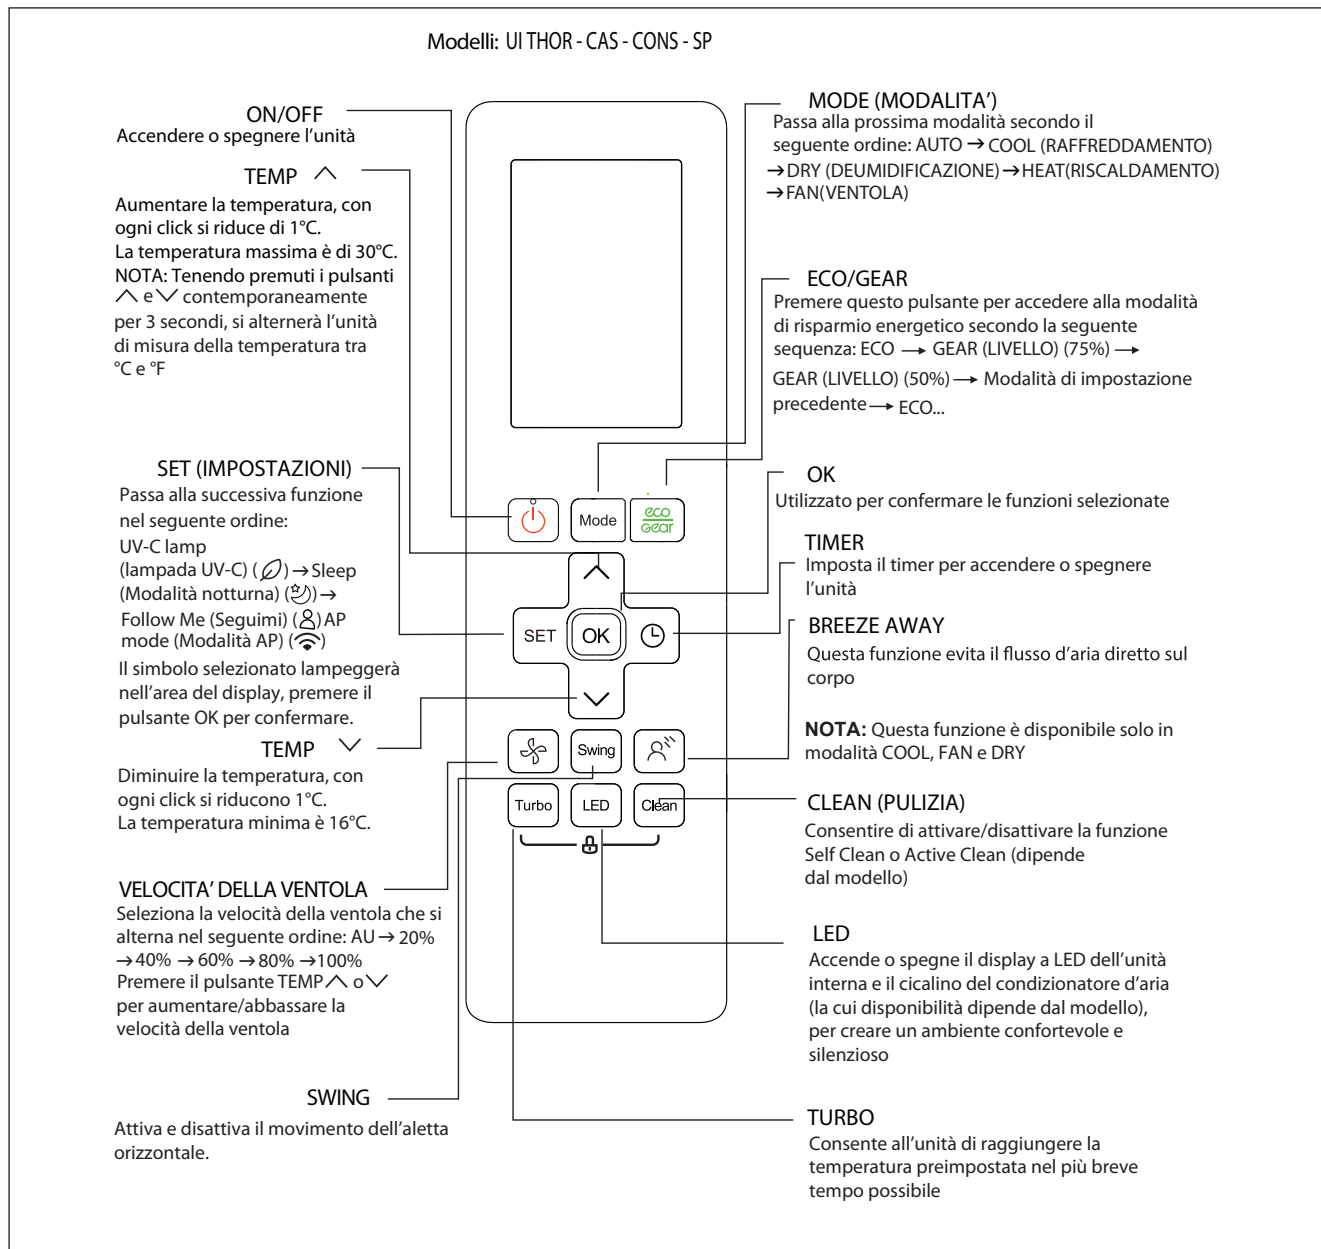 Modelli: UI THOR - CAS - CONS - SP
ON/OFF
Accendere o spegnere l'unità
TEMP
Aumentare la temperatura, con
ogni click si riduce di 1°C.
La temperatura massima è di 30°C.
NOTA: Tenendo premuti i pulsanti
e contemporaneamente
per 3 secondi, si alternerà l'unità
di misura della temperatura tra
°C e °F
SET (IMPOSTAZIONI)
Passa alla successiva funzione
nel seguente ordine:
UV-C lamp
(lampada UV-C) ( ) → Sleep
(Modalità notturna) ( ) →
Follow Me (Seguimi) ( ) AP
mode (Modalità AP) ( )
Il simbolo selezionato lampeggerà
nell'area del display, premere il
pulsante OK per confermare.
TEMP
Diminuire la temperatura, con
ogni click si riducono 1°C.
La temperatura minima è 16°C.
VELOCITA' DELLA VENTOLA
Seleziona la velocità della ventola che si
alterna nel seguente ordine: AU → 20%
→ 40% → 60% → 80% → 100%
Premere il pulsante TEMP o
per aumentare/abbassare la
velocità della ventola
SWING
Attiva e disattiva il movimento dell'aletta
orizzontale.
Mode
eco
Gear
SET
OK
Swing
Turbo
LED
Clean
MODE (MODALITA')
Passa alla prossima modalità secondo il
seguente ordine: AUTO → COOL (RAFFREDDAMENTO)
→ DRY (DEUMIDIFICAZIONE) → HEAT(RISCALDAMENTO)
→ FAN(VENTOLA)
ECO/GEAR
Premere questo pulsante per accedere alla modalità
di risparmio energetico secondo la seguente
sequenza: ECO → GEAR (LIVELLO) (75%) →
GEAR (LIVELLO) (50%) → Modalità di impostazione
precedente → ECO...
OK
Utilizzato per confermare le funzioni selezionate
TIMER
Imposta il timer per accendere o spegnere
l'unità
BREEZE AWAY
Questa funzione evita il flusso d'aria diretto sul
corpo
NOTA: Questa funzione è disponibile solo in
modalità COOL, FAN e DRY
CLEAN (PULIZIA)
Consentire di attivare/disattivare la funzione
Self Clean o Active Clean (dipende
dal modello)
LED
Accende o spegne il display a LED dell'unità
interna e il cicalino del condizionatore d'aria
(la cui disponibilità dipende dal modello),
per creare un ambiente confortevole e
silenzioso
TURBO
Consente all'unità di raggiungere la
temperatura preimpostata nel più breve
tempo possibile